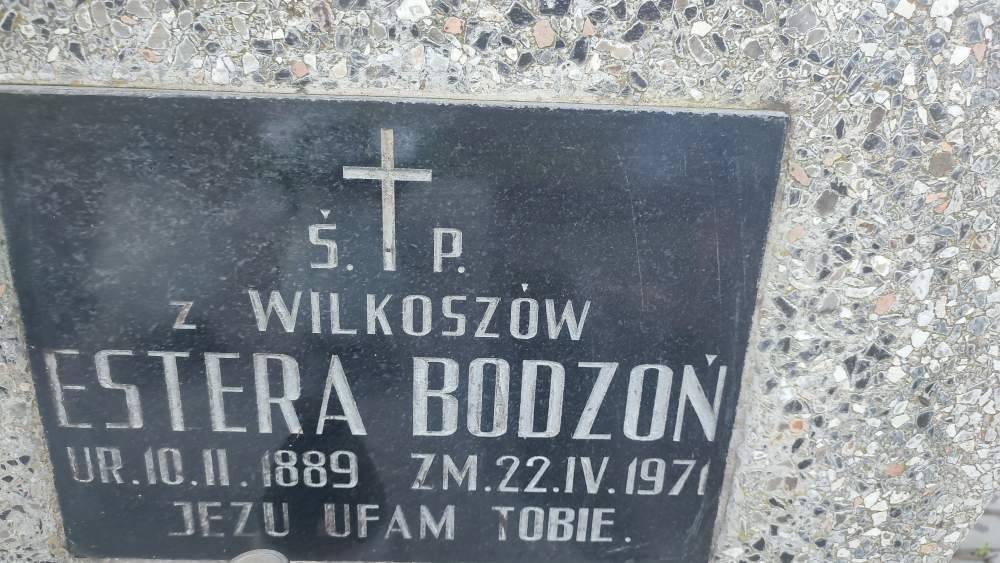 Ś. P.
z WILKOSZÓW
ESTERA BODZOŃ
UR. 10. II. 1889 ZM. 22. IV. 1971
JEZU UFAM TOBIE.